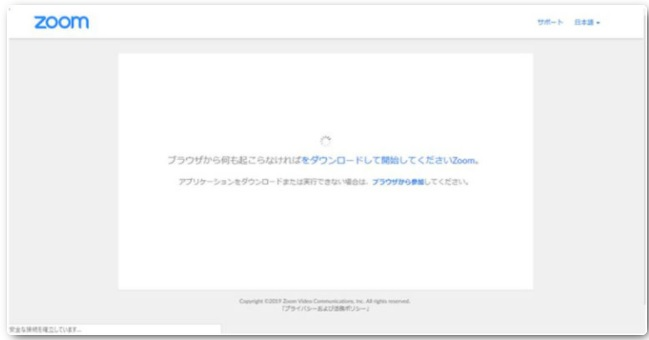 zoom
サポート 日本語
ブラウザから何も起こらなければをダウンロードして開始してくださいZoom。
アプリケーションをダウンロードまたは実行できない場合は、ブラウザから参加してください。
Copyright ©2019 Zoom Video Communications, Inc. All rights reserved.
「プライバシーおよび法務ポリシー」
安全な接続を確立しています...